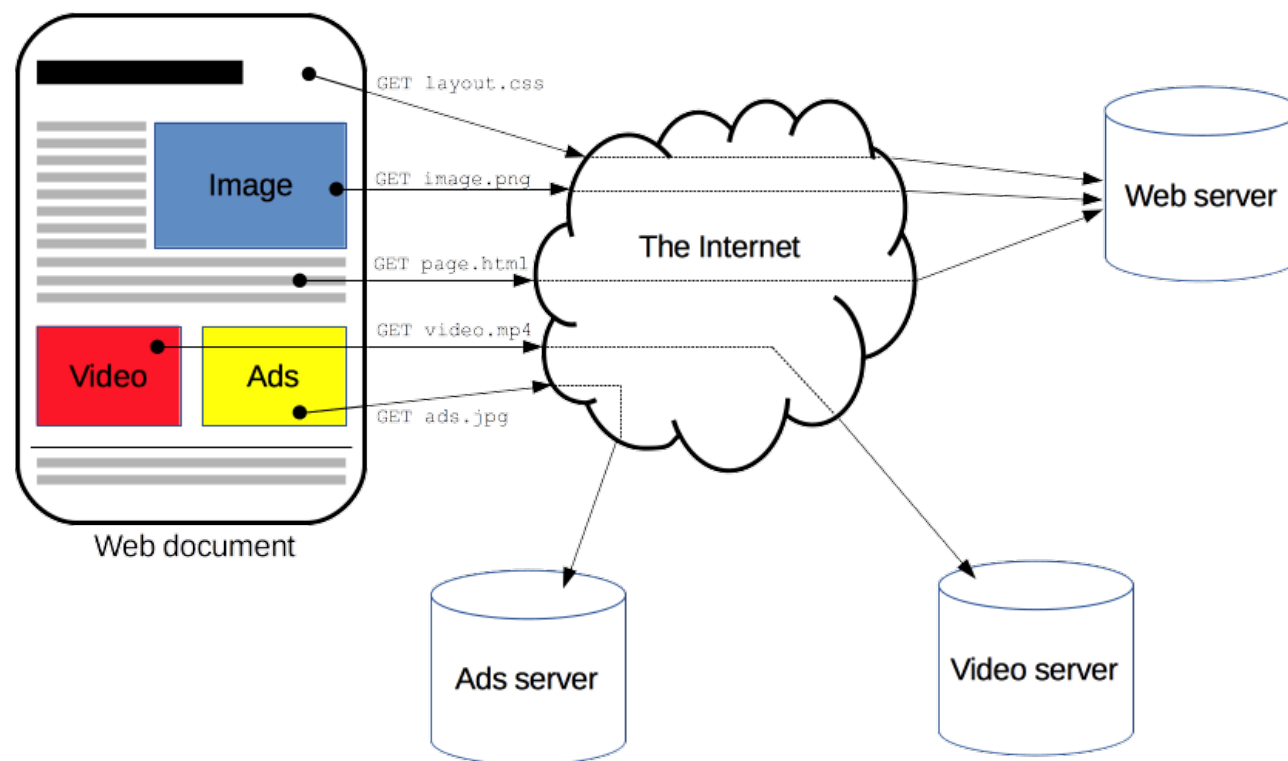 GET layout.css
Image
GET image.png
Web server
The Internet
GET page.html
GET video.mp4
Video
Ads
GET ads.jpg
Web document
Ads server
Video server